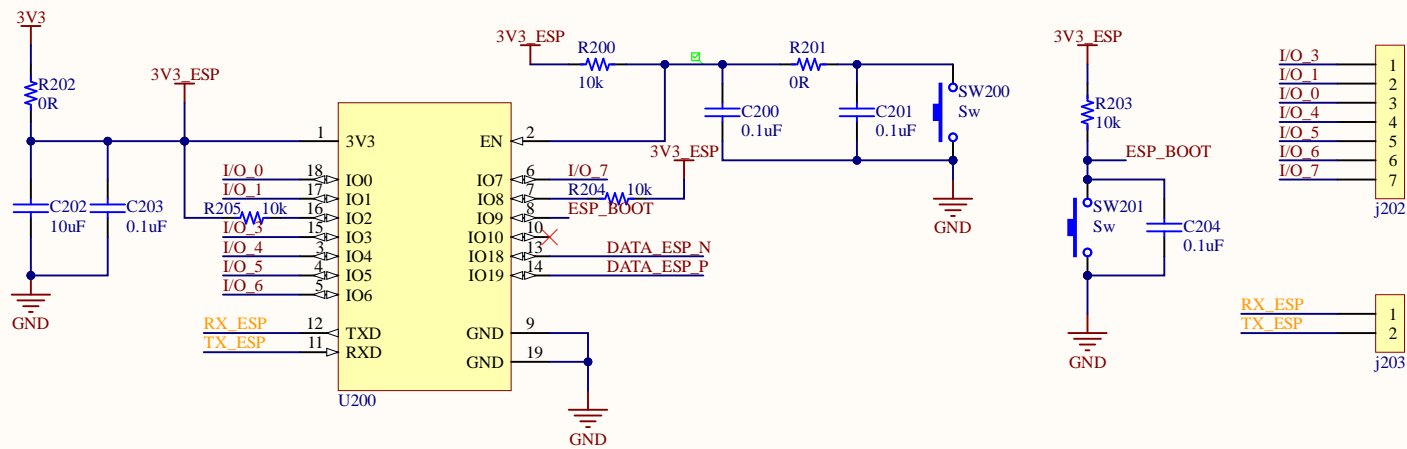 3V3
R202
0R
3V3_ESP
C202
10uF
C203
0.1uF
GND
I/O_0
I/O_1
R205 10k
I/O_3
I/O_4
I/O_5
I/O_6
RX_ESP
TX_ESP
1 3V3
18 IO0
17 IO1
16 IO2
15 IO3
3 IO4
4 IO5
5 IO6
12 TXD
11 RXD
EN 2
IO7 6
IO8 7
IO9 8
IO10 10
IO18 13
IO19 14
GND 9
GND 19
U200
I/O_7
R204 10k
3V3_ESP
ESP_BOOT
DATA_ESP_N
DATA_ESP_P
GND
3V3_ESP
R200
10k
R201
0R
C200
0.1uF
C201
0.1uF
SW200
Sw
GND
3V3_ESP
R203
10k
ESP_BOOT
SW201
Sw
C204
0.1uF
GND
I/O_3 1
I/O_1 2
I/O_0 3
I/O_4 4
I/O_5 5
I/O_6 6
I/O_7 7
j202
RX_ESP 1
TX_ESP 2
j203